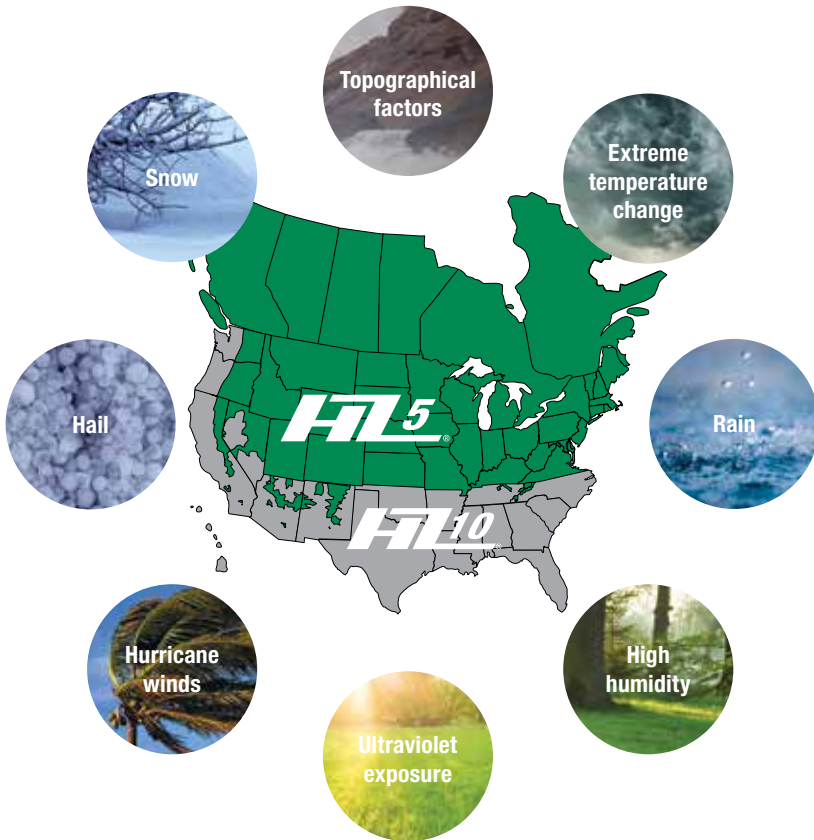 Topographical
factors
Snow
Extreme
temperature
change
HZ5®
Hail
Rain
HZ10®
Hurricane
winds
High
humidity
Ultraviolet
exposure